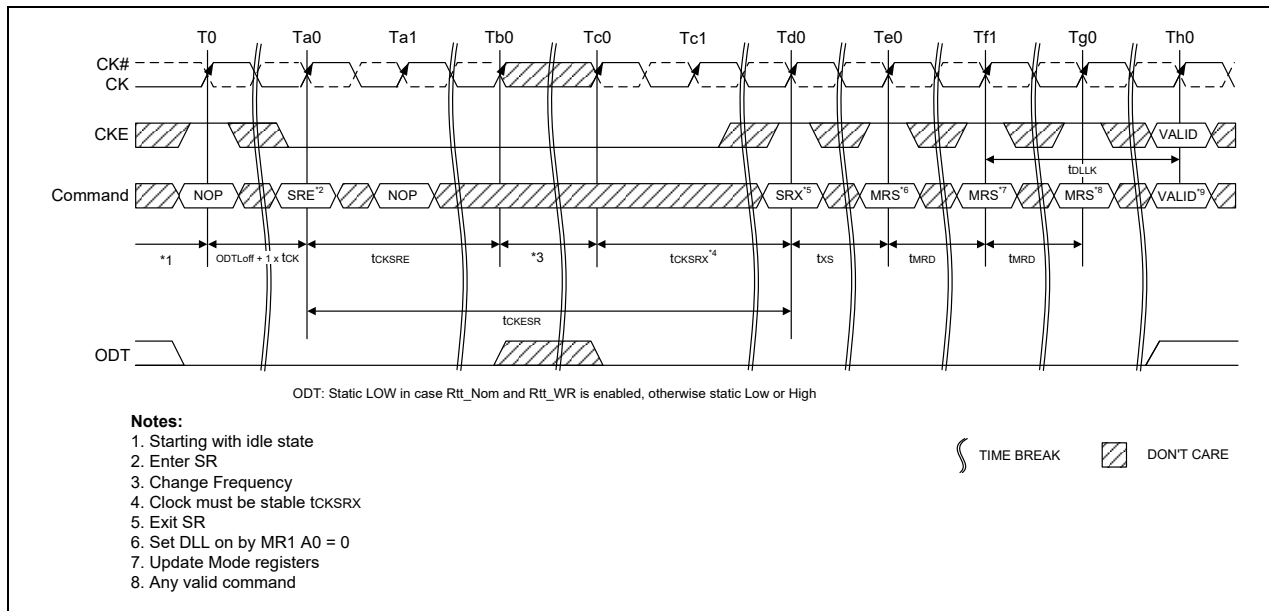 T0 Ta0 Ta1 Tb0 Tc0 Tc1 Td0 Te0 Tf1 Tg0 Th0
CK#
CK
CKE
VALID
tDLLK
Command
NOP SRE*2 NOP SRX*5 MRS*6 MRS*7 MRS*8 VALID*9
*1 ODTLoff + 1 x tCK tCKSRE *3 tCKSRX*4 tXS tMRD tMRD
tCKESR
ODT
ODT: Static LOW in case Rtt_Nom and Rtt_WR is enabled, otherwise static Low or High
Notes:
1. Starting with idle state
2. Enter SR
3. Change Frequency
4. Clock must be stable tCKSRX
5. Exit SR
6. Set DLL on by MR1 A0 = 0
7. Update Mode registers
8. Any valid command
TIME BREAK
DON'T CARE